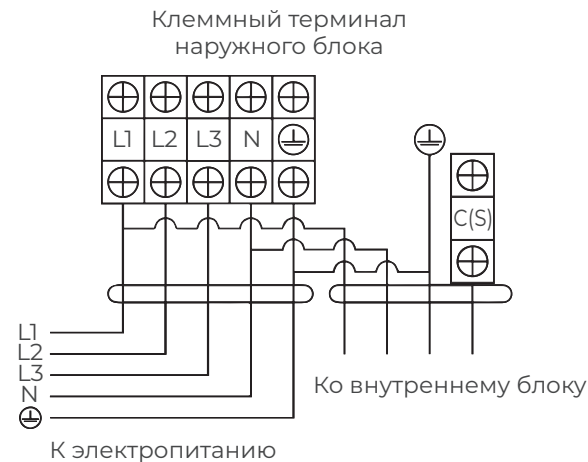 Клеммный терминал
наружного блока
L1 L2 L3 N
C(S)
L1
L2
L3
N
Ко внутреннему блоку
К электропитанию